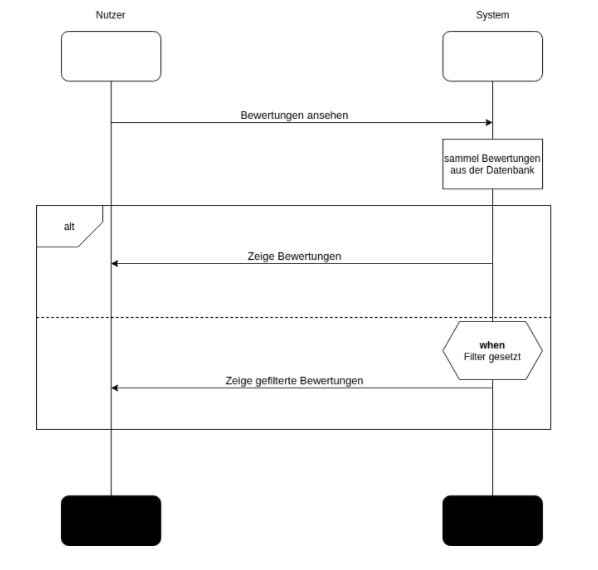 Nutzer
System
Bewertungen ansehen
sammel Bewertungen
aus der Datenbank
alt
Zeige Bewertungen
when
Filter gesetzt
Zeige gefilterte Bewertungen